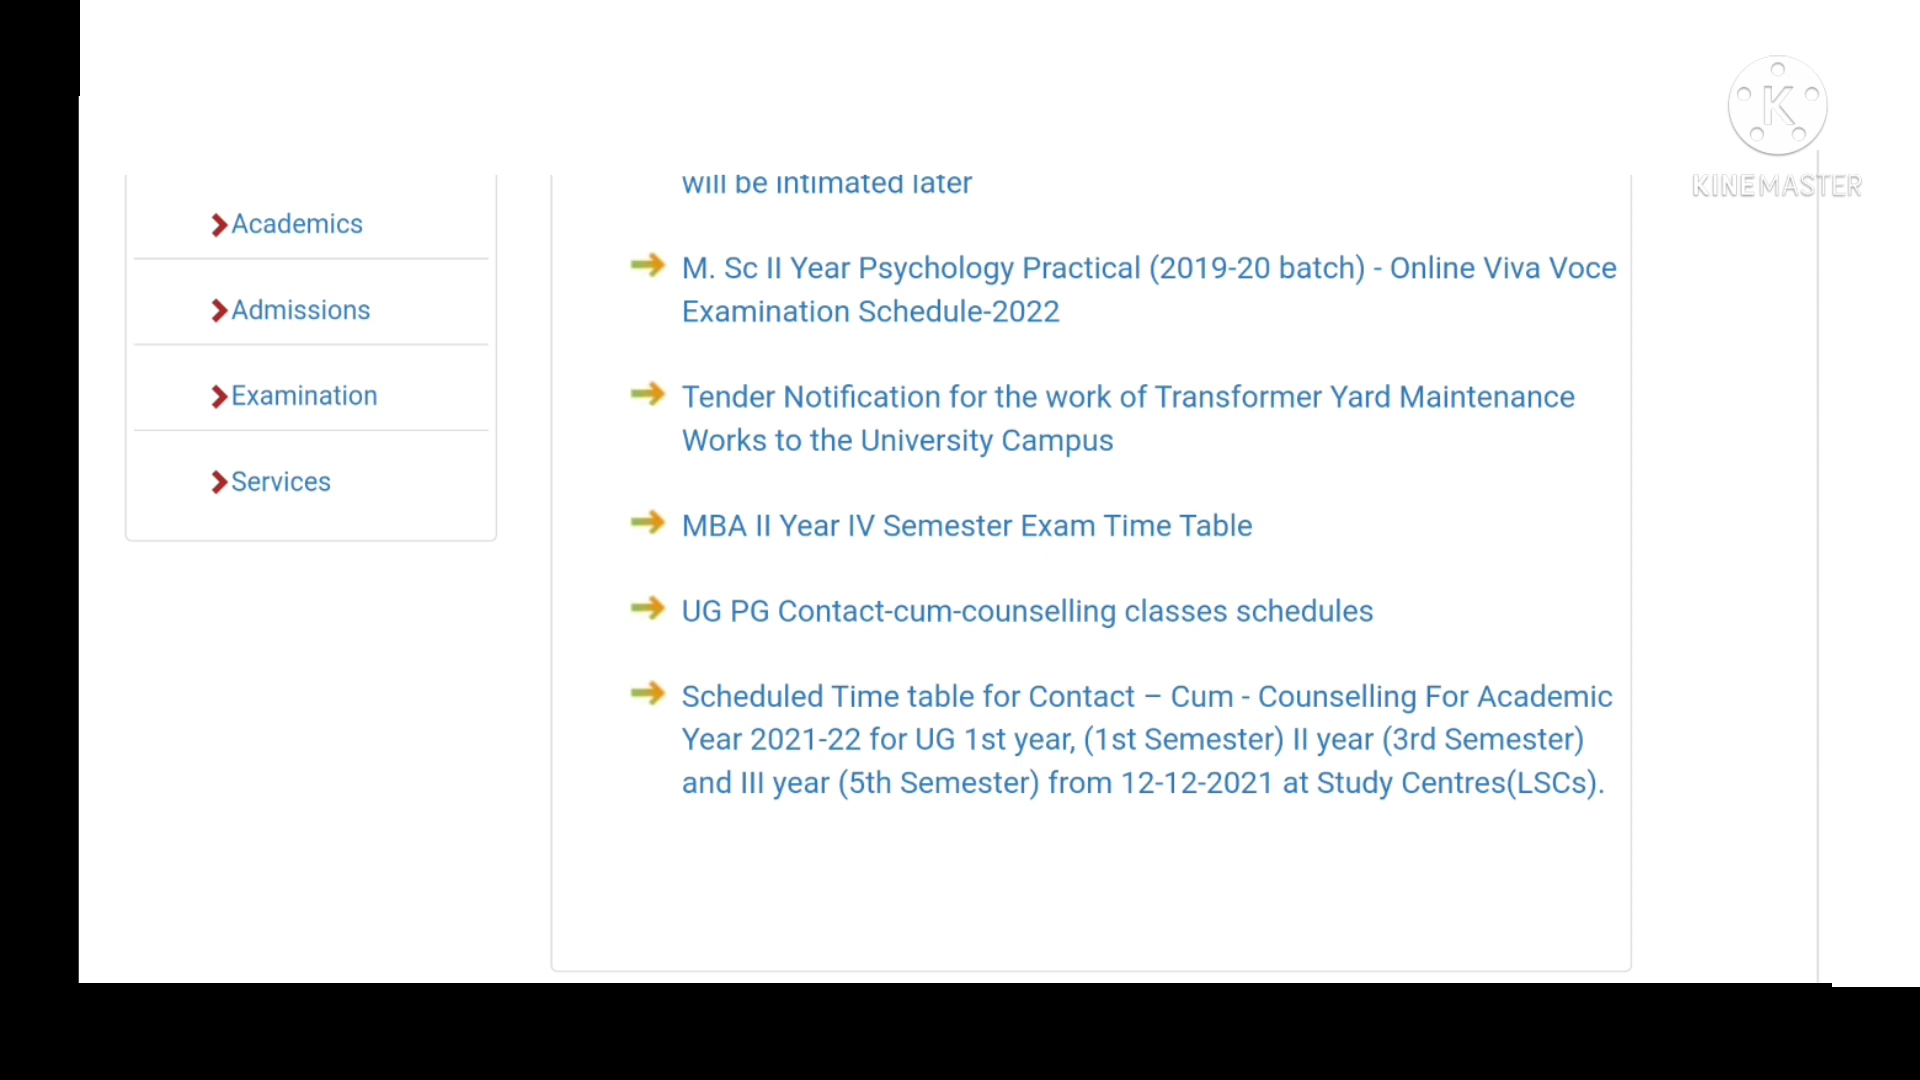 K
KINEMASTER
will be intimated later
Academics
Admissions
Examination
Services
M. Sc II Year Psychology Practical (2019-20 batch) - Online Viva Voce
Examination Schedule-2022
Tender Notification for the work of Transformer Yard Maintenance
Works to the University Campus
MBA II Year IV Semester Exam Time Table
UG PG Contact-cum-counselling classes schedules
Scheduled Time table for Contact – Cum - Counselling For Academic
Year 2021-22 for UG 1st year, (1st Semester) II year (3rd Semester)
and III year (5th Semester) from 12-12-2021 at Study Centres(LSCs).